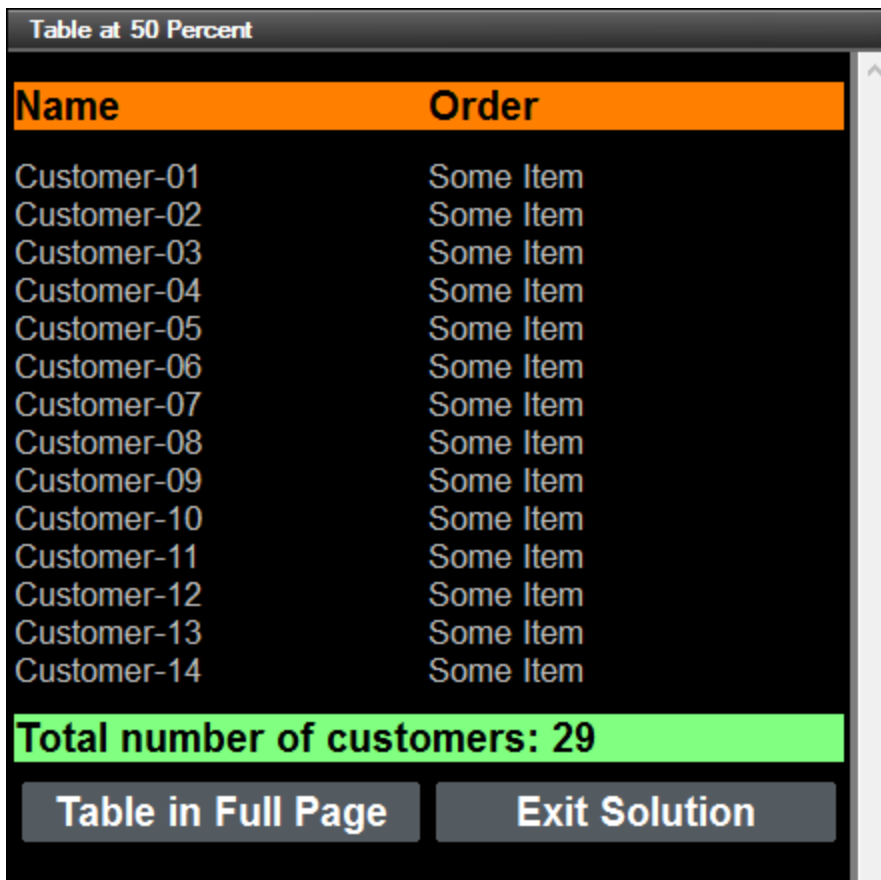 Table at 50 Percent
Name Order
Customer-01 Some Item
Customer-02 Some Item
Customer-03 Some Item
Customer-04 Some Item
Customer-05 Some Item
Customer-06 Some Item
Customer-07 Some Item
Customer-08 Some Item
Customer-09 Some Item
Customer-10 Some Item
Customer-11 Some Item
Customer-12 Some Item
Customer-13 Some Item
Customer-14 Some Item
Total number of customers: 29
Table in Full Page Exit Solution